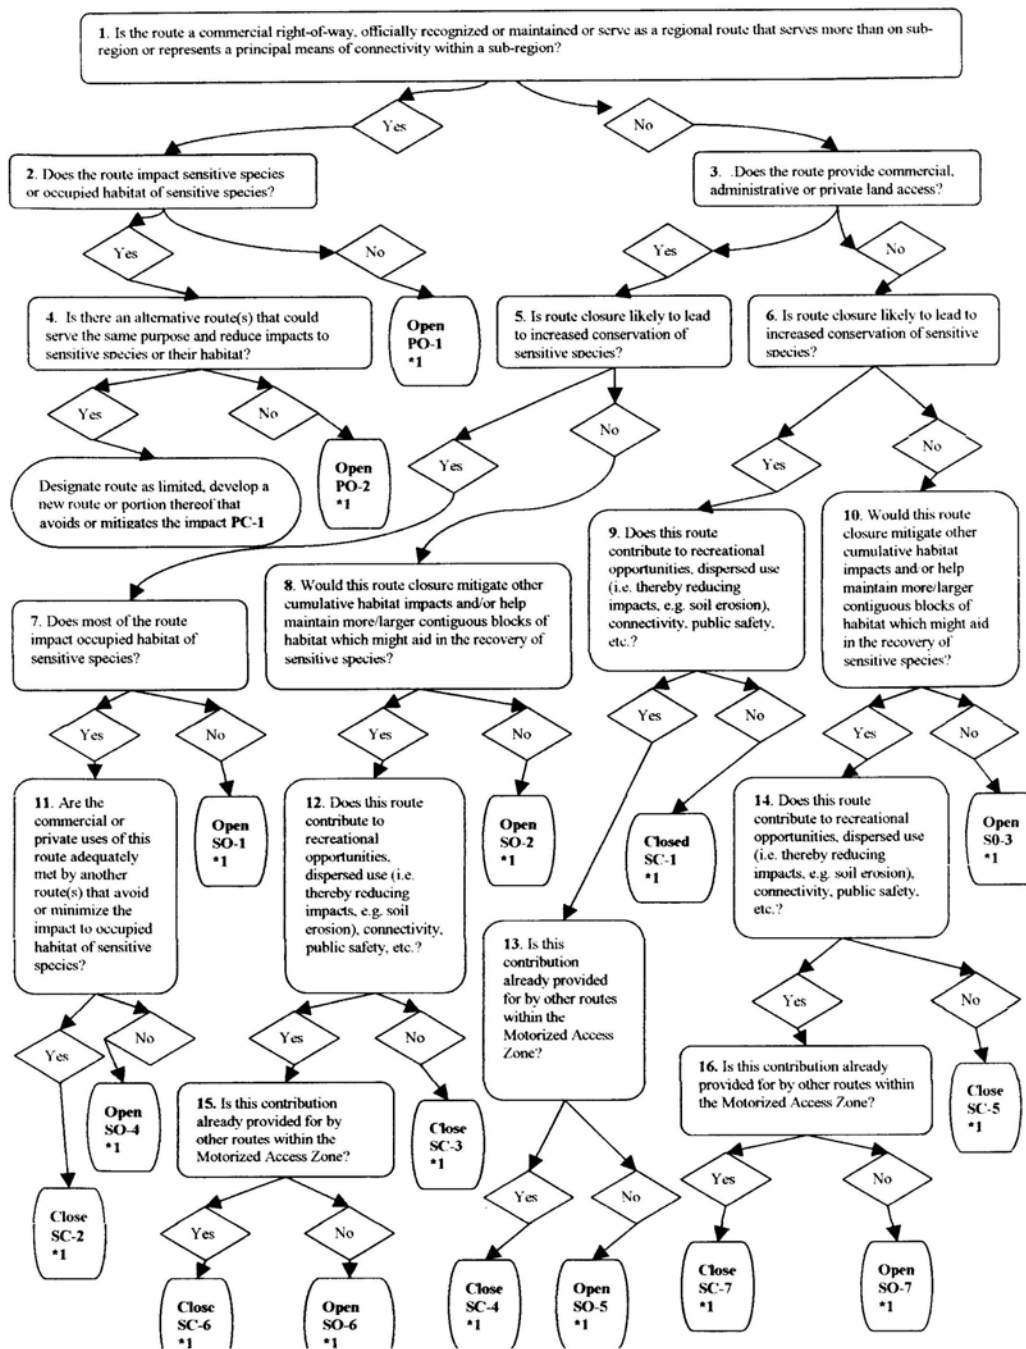 1. Is the route a commercial right-of-way, officially recognized or maintained or serve as a regional route that serves more than on sub-
region or represents a principal means of connectivity within a sub-region?
Yes
No
2. Does the route impact sensitive species
or occupied habitat of sensitive species?
3. .Does the route provide commercial,
administrative or private land access?
Yes
No
Yes
No
4. Is there an alternative route(s) that could
serve the same purpose and reduce impacts to
sensitive species or their habitat?
Open
PO-1
*1
5. Is route closure likely to lead
to increased conservation of
sensitive species?
6. Is route closure likely to lead to
increased conservation of sensitive
species?
Yes
No
Yes
No
Yes
No
Designate route as limited, develop a
new route or portion thereof that
avoids or mitigates the impact PC-1
Open
PO-2
*1
7. Does most of the route
impact occupied habitat of
sensitive species?
8. Would this route closure mitigate other
cumulative habitat impacts and/or help
maintain more/larger contiguous blocks of
habitat which might aid in the recovery of
sensitive species?
9. Does this route
contribute to recreational
opportunities, dispersed use
(i.e. thereby reducing
impacts, e.g. soil erosion),
connectivity, public safety,
etc.?
10. Would this route
closure mitigate other
cumulative habitat
impacts and/or help
maintain more/larger
contiguous blocks of
habitat which might aid
in the recovery of
sensitive species?
Yes
No
Yes
No
Yes
No
Yes
No
11. Are the
commercial or
private uses of this
route adequately
met by another
route(s) that avoid
or minimize the
impact to occupied
habitat of sensitive
species?
Open
SO-1
*1
12. Does this route
contribute to
recreational
opportunities,
dispersed use (i.e.
thereby reducing
impacts, e.g. soil
erosion), connectivity,
public safety, etc.?
Open
SO-2
*1
Closed
SC-1
*1
14. Does this route
contribute to recreational
opportunities, dispersed use
(i.e. thereby reducing
impacts, e.g. soil erosion),
connectivity, public safety,
etc.?
Open
S0-3
*1
13. Is this
contribution
already provided
for by other routes
within the
Motorized Access
Zone?
Yes
No
Yes
No
Yes
No
Open
SO-4
*1
Close
SC-2
*1
15. Is this contribution
already provided for by
other routes within the
Motorized Access Zone?
Close
SC-3
*1
16. Is this contribution already
provided for by other routes within
the Motorized Access Zone?
Close
SC-5
*1
Yes
No
Yes
No
Yes
No
Close
SC-6
*1
Open
SO-6
*1
Close
SC-4
*1
Open
SO-5
*1
Close
SC-7
*1
Open
SO-7
*1